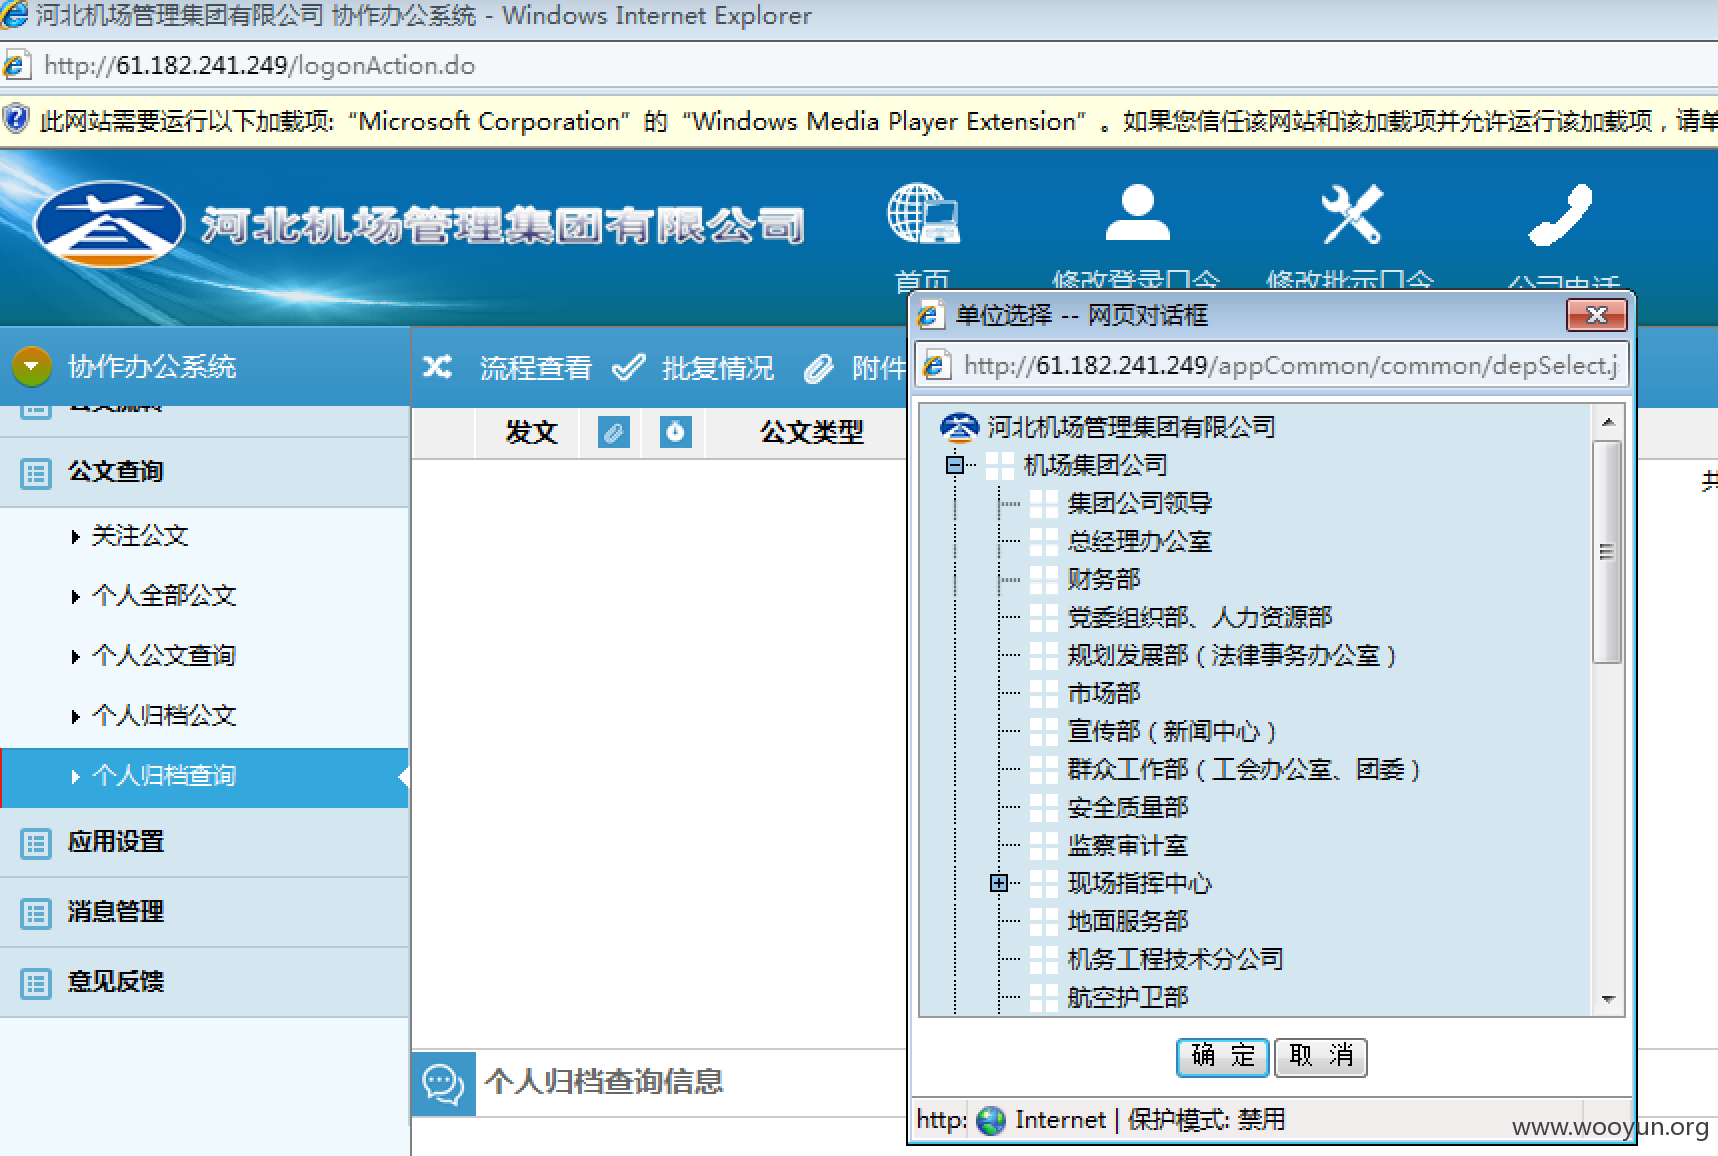 河北机场管理集团有限公司 协作办公系统 - Windows Internet Explorer
http://61.182.241.249/logonAction.do
此网站需要运行以下加载项:“Microsoft Corporation”的“Windows Media Player Extension”。如果您信任该网站和该加载项并允许运行该加载项，请单
河北机场管理集团有限公司
首页
修改登录口令
修改批示口令
公司电话
协作办公系统
公文流转
公文查询
关注公文
个人全部公文
个人公文查询
个人归档公文
个人归档查询
应用设置
消息管理
意见反馈
流程查看
批复情况
附件
发文
公文类型
共
个人归档查询信息
单位选择 -- 网页对话框
http://61.182.241.249/appCommon/common/depSelect.j
河北机场管理集团有限公司
机场集团公司
集团公司领导
总经理办公室
财务部
党委组织部、人力资源部
规划发展部（法律事务办公室）
市场部
宣传部（新闻中心）
群众工作部（工会办公室、团委）
安全质量部
监察审计室
现场指挥中心
地面服务部
机务工程技术分公司
航空护卫部
确 定
取 消
http: Internet | 保护模式: 禁用
www.wooyun.org